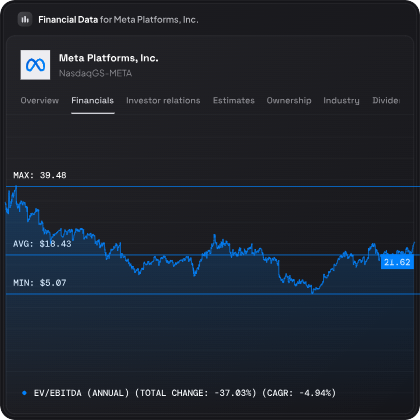 Financial Data for Meta Platforms, Inc.
Meta Platforms, Inc.
NasdaqGS-META
Overview Financials Investor relations Estimates Ownership Industry Divide
MAX: 39.48
AVG: $18.43
21.62
MIN: $5.07
EV/EBITDA (ANNUAL) (TOTAL CHANGE: -37.03%) (CAGR: -4.94%)